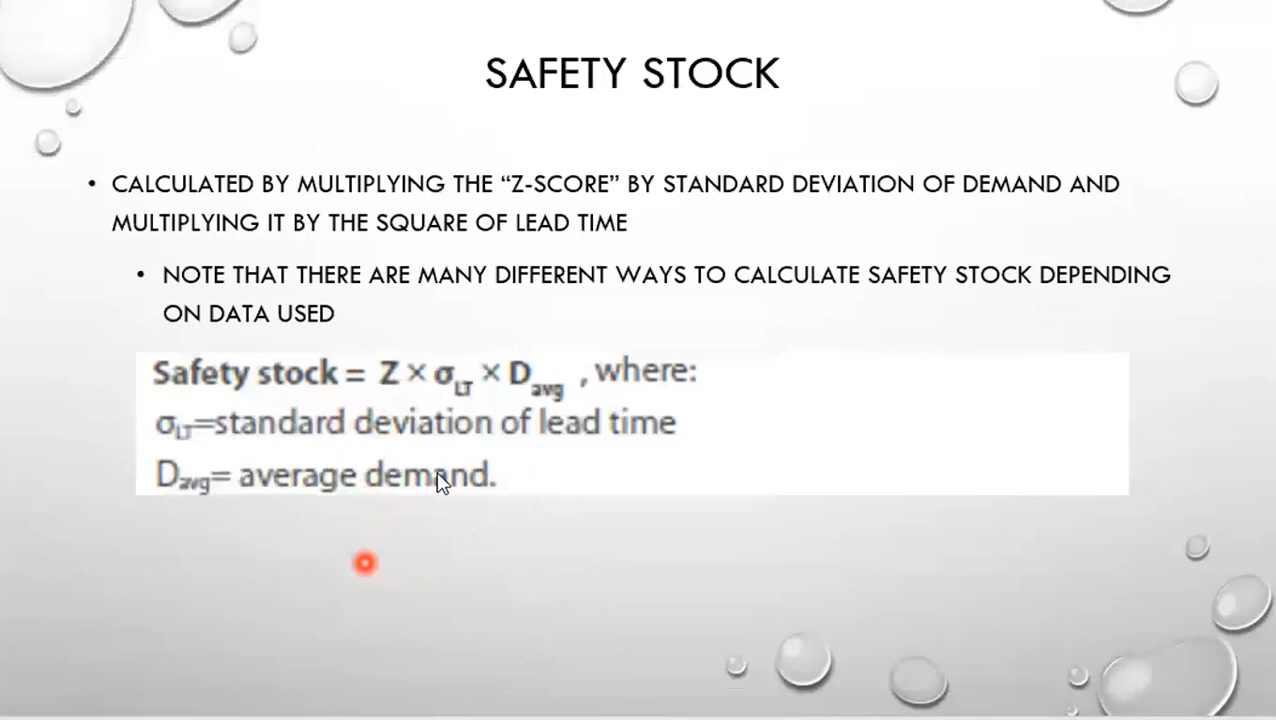 SAFETY STOCK
• CALCULATED BY MULTIPLYING THE “Z-SCORE” BY STANDARD DEVIATION OF DEMAND AND
MULTIPLYING IT BY THE SQUARE OF LEAD TIME
• NOTE THAT THERE ARE MANY DIFFERENT WAYS TO CALCULATE SAFETY STOCK DEPENDING
ON DATA USED
Safety stock = Z × σLT × Davg , where:
σLT=standard deviation of lead time
Davg= average demand.